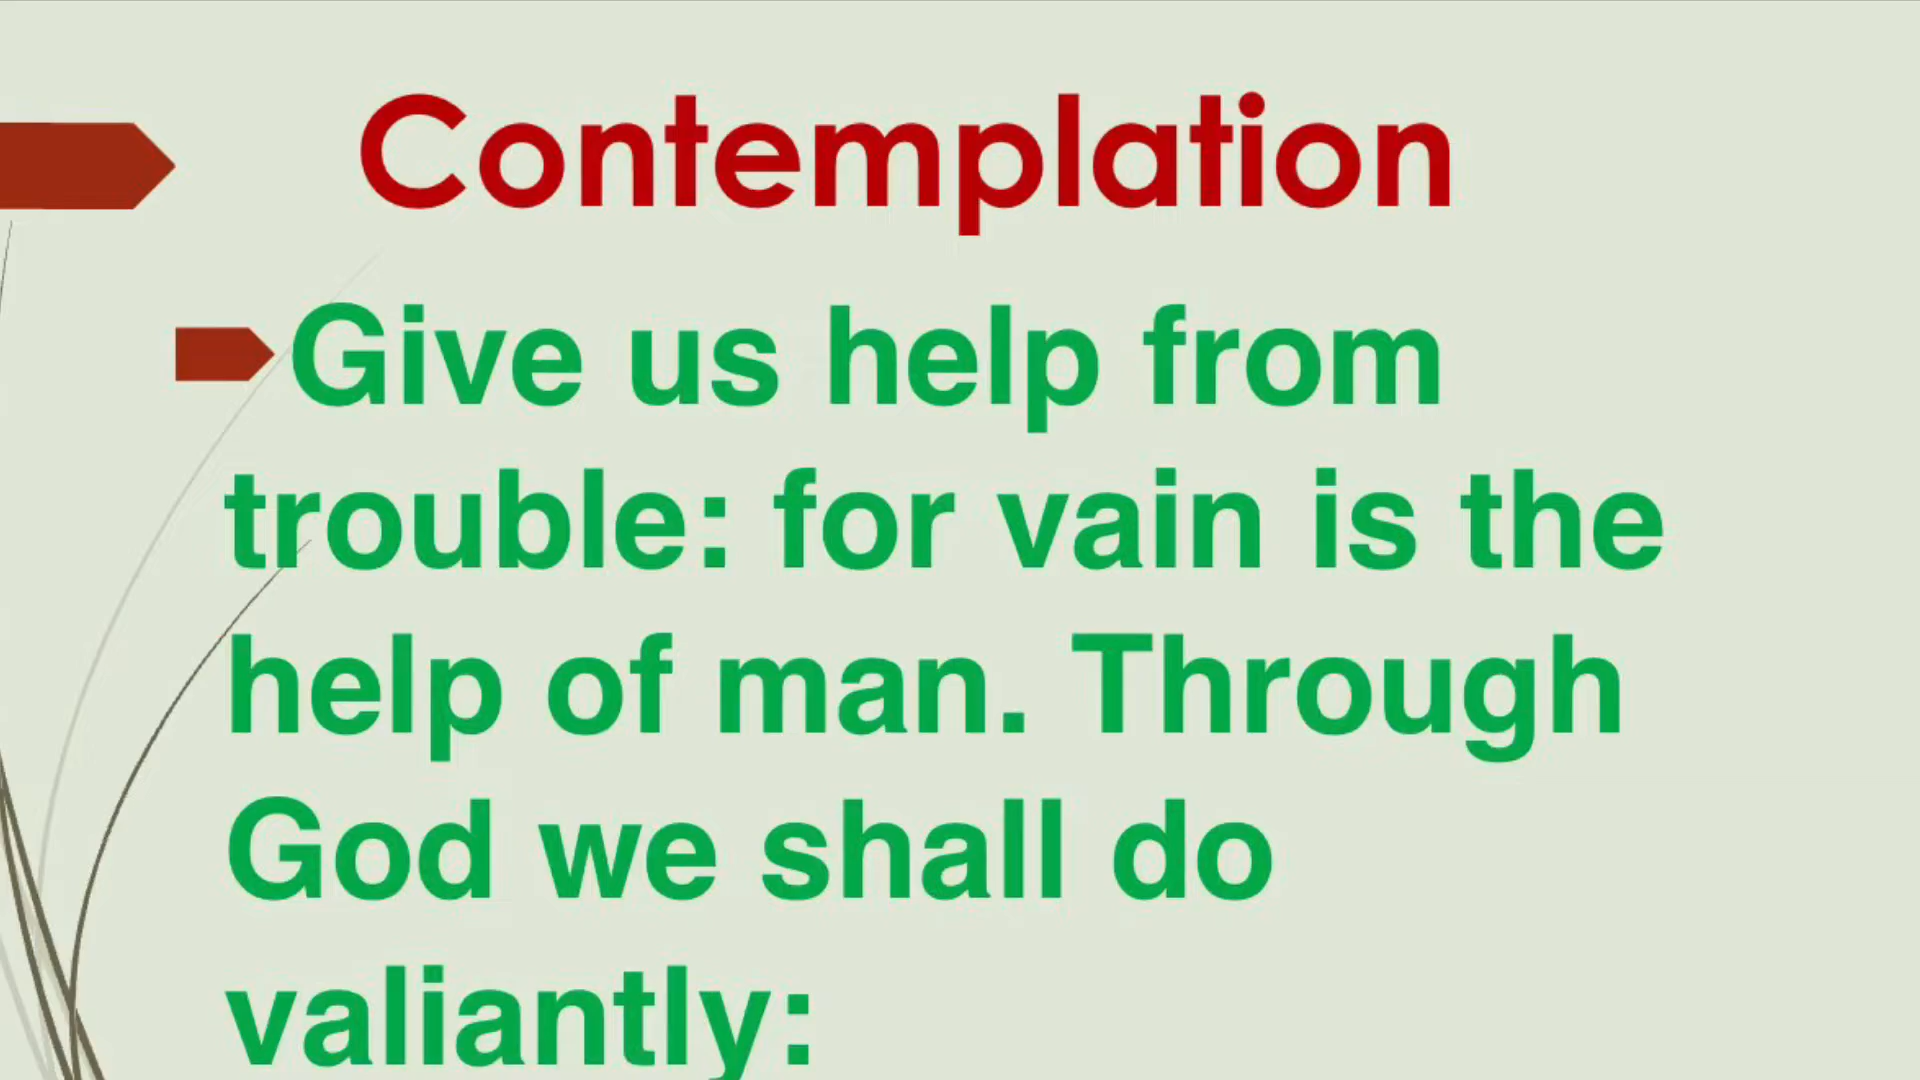 Contemplation
Give us help from
trouble: for vain is the
help of man. Through
God we shall do
valiantly: